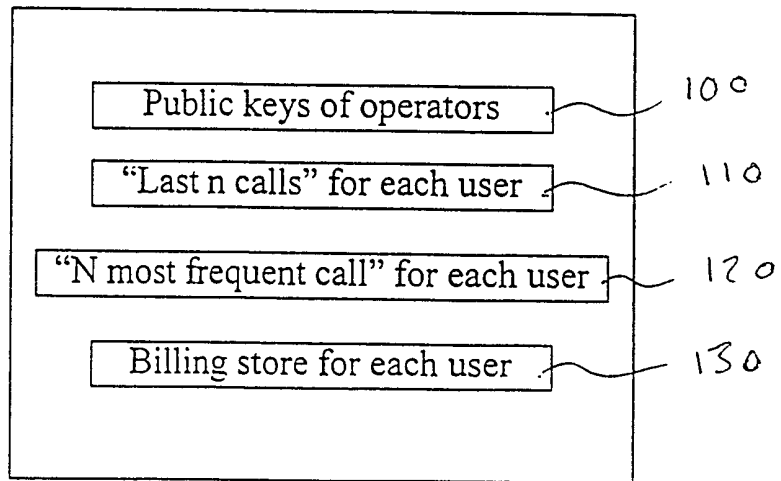 Public keys of operators 100
“Last n calls” for each user 110
“N most frequent call” for each user 120
Billing store for each user 130